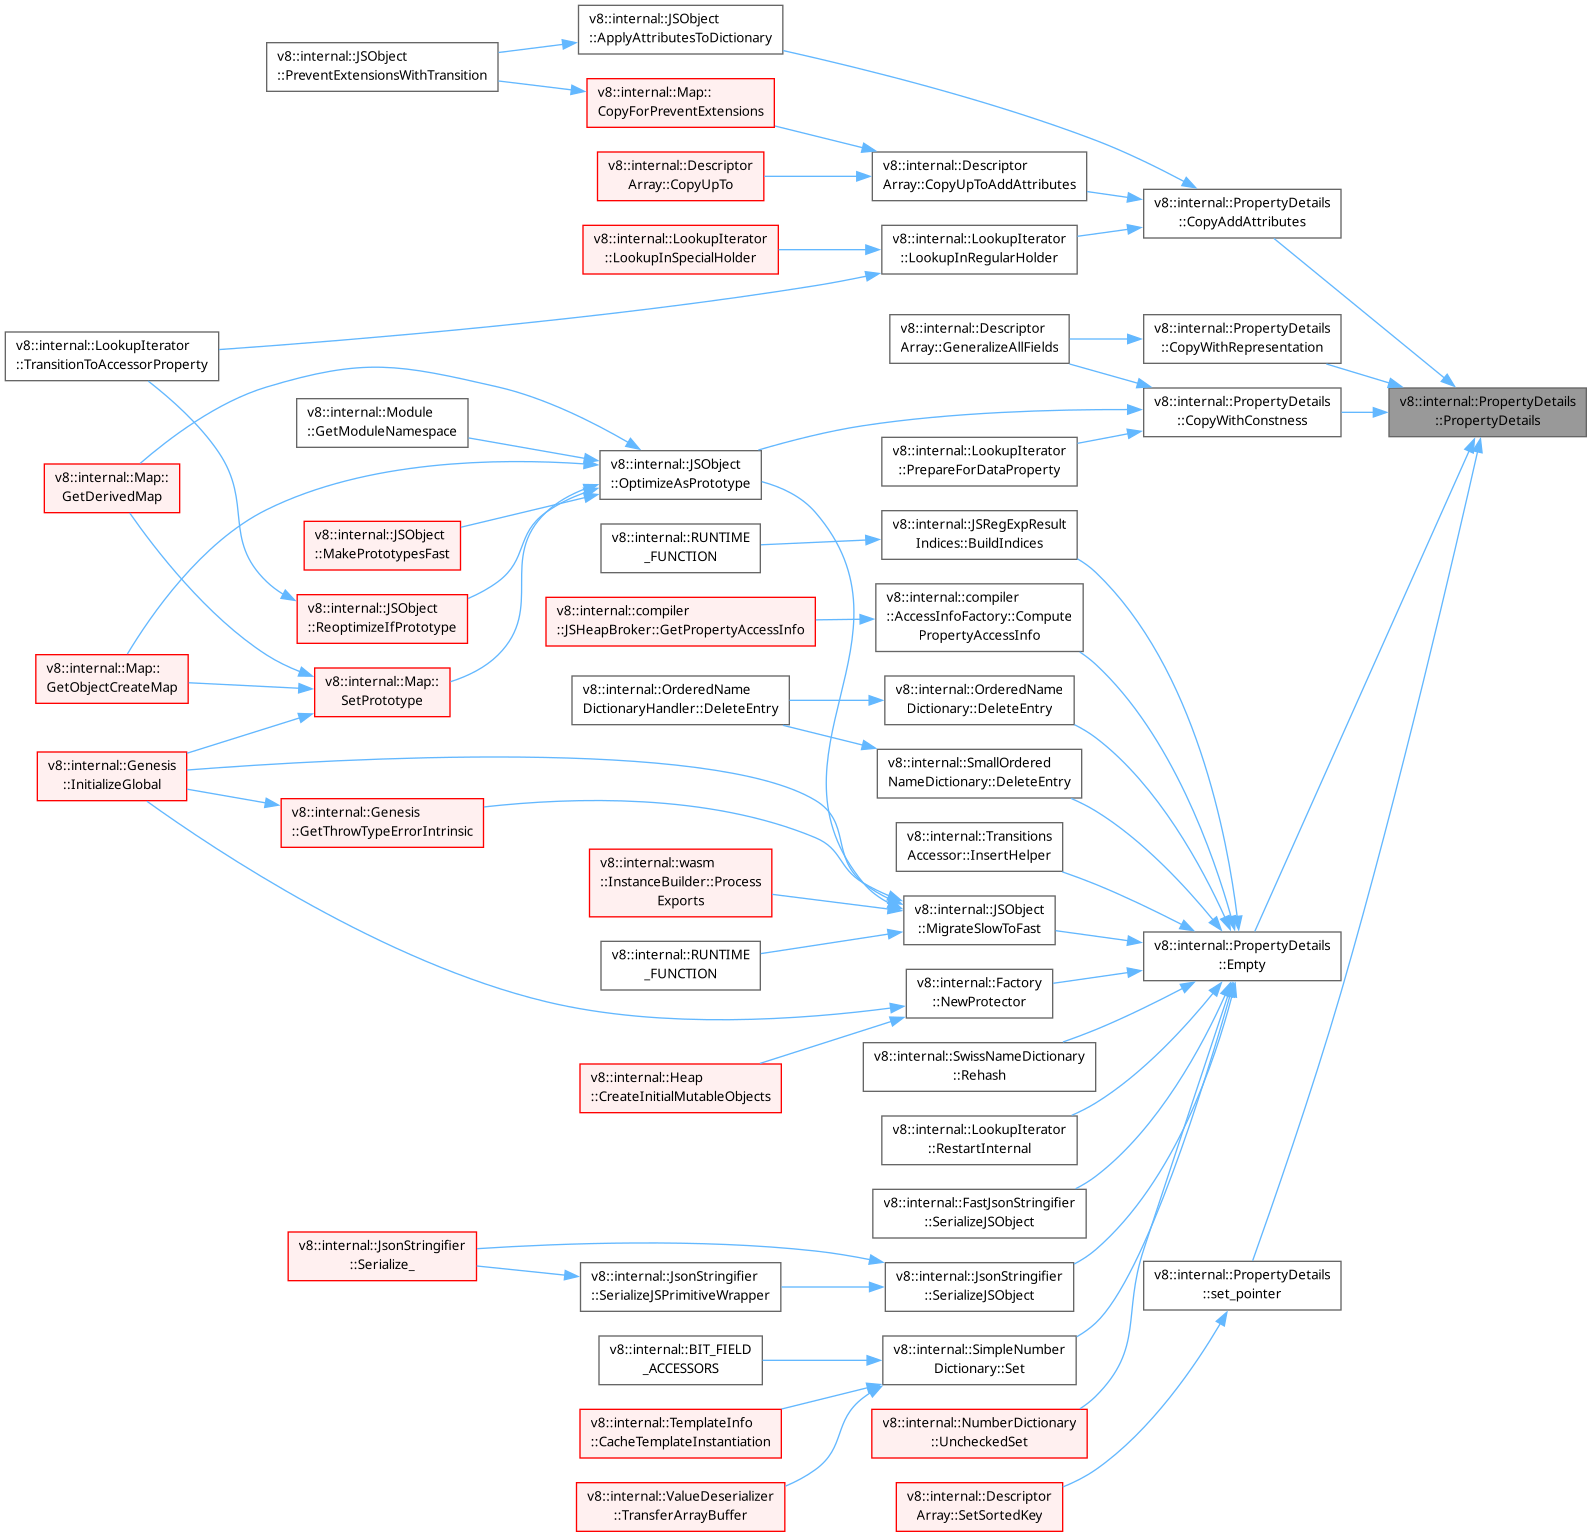 v8::internal::JSObject
::ApplyAttributesToDictionary
v8::internal::JSObject
::PreventExtensionsWithTransition
v8::internal::Map::
CopyForPreventExtensions
v8::internal::Descriptor
Array::CopyUpTo
v8::internal::Descriptor
Array::CopyUpToAddAttributes
v8::internal::PropertyDetails
::CopyAddAttributes
v8::internal::LookupIterator
::LookupInSpecialHolder
v8::internal::LookupIterator
::LookupInRegularHolder
v8::internal::LookupIterator
::TransitionToAccessorProperty
v8::internal::Descriptor
Array::GeneralizeAllFields
v8::internal::PropertyDetails
::CopyWithRepresentation
v8::internal::PropertyDetails
::CopyWithConstness
v8::internal::PropertyDetails
::PropertyDetails
v8::internal::Module
::GetModuleNamespace
v8::internal::LookupIterator
::PrepareForDataProperty
v8::internal::JSObject
::OptimizeAsPrototype
v8::internal::Map::
GetDerivedMap
v8::internal::JSObject
::MakePrototypesFast
v8::internal::RUNTIME
_FUNCTION
v8::internal::JSRegExpResult
Indices::BuildIndices
v8::internal::JSObject
::ReoptimizeIfPrototype
v8::internal::compiler
::JSHeapBroker::GetPropertyAccessInfo
v8::internal::compiler
::AccessInfoFactory::Compute
PropertyAccessInfo
v8::internal::Map::
GetObjectCreateMap
v8::internal::Map::
SetPrototype
v8::internal::OrderedName
DictionaryHandler::DeleteEntry
v8::internal::OrderedName
Dictionary::DeleteEntry
v8::internal::Genesis
::InitializeGlobal
v8::internal::SmallOrdered
NameDictionary::DeleteEntry
v8::internal::Genesis
::GetThrowTypeErrorIntrinsic
v8::internal::Transitions
Accessor::InsertHelper
v8::internal::wasm
::InstanceBuilder::Process
Exports
v8::internal::JSObject
::MigrateSlowToFast
v8::internal::PropertyDetails
::Empty
v8::internal::RUNTIME
_FUNCTION
v8::internal::Factory
::NewProtector
v8::internal::SwissNameDictionary
::Rehash
v8::internal::Heap
::CreateInitialMutableObjects
v8::internal::LookupIterator
::RestartInternal
v8::internal::FastJsonStringifier
::SerializeJSObject
v8::internal::JsonStringifier
::Serialize_
v8::internal::JsonStringifier
::SerializeJSPrimitiveWrapper
v8::internal::JsonStringifier
::SerializeJSObject
v8::internal::PropertyDetails
::set_pointer
v8::internal::BIT_FIELD
_ACCESSORS
v8::internal::SimpleNumber
Dictionary::Set
v8::internal::TemplateInfo
::CacheTemplateInstantiation
v8::internal::NumberDictionary
::UncheckedSet
v8::internal::ValueDeserializer
::TransferArrayBuffer
v8::internal::Descriptor
Array::SetSortedKey